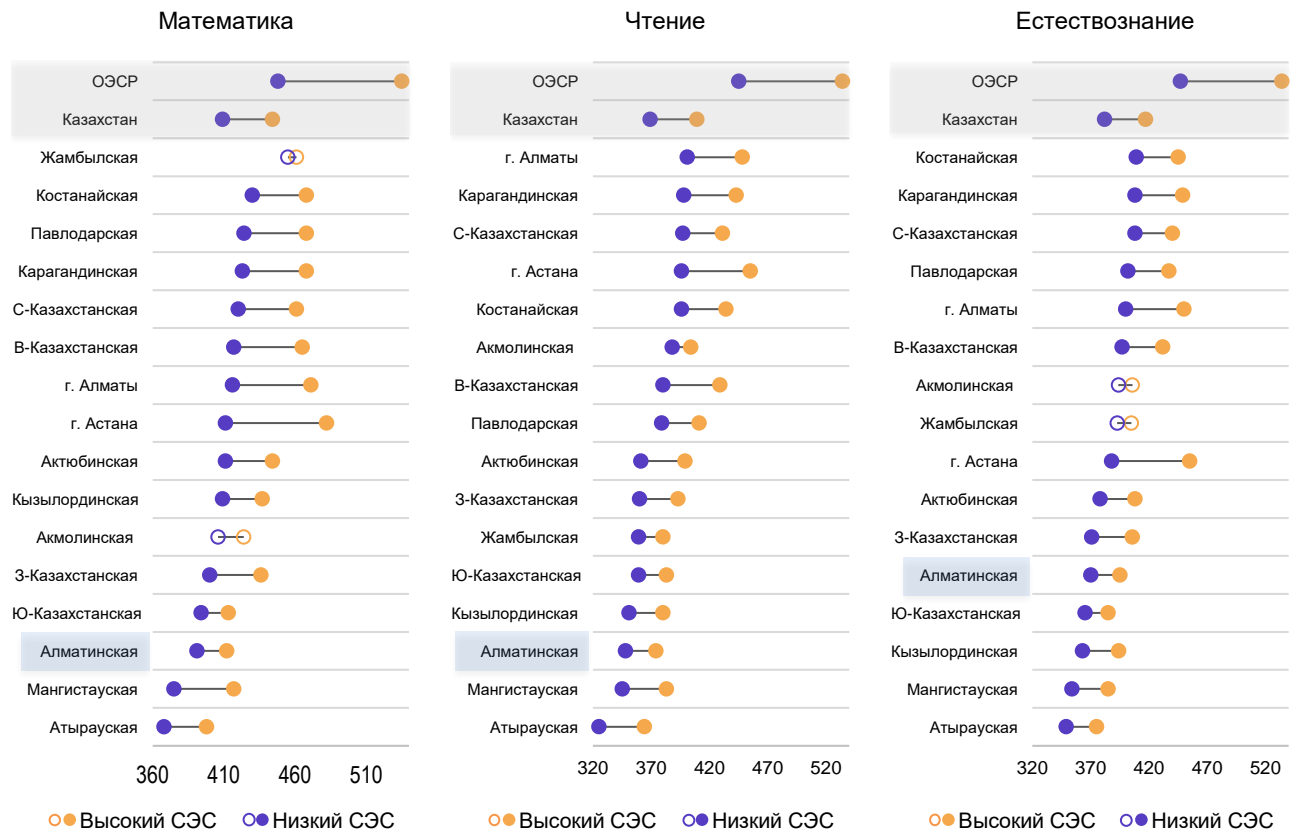 Математика
ОЭСР
Казахстан
Жамбылская
Костанайская
Павлодарская
Карагандинская
С-Казахстанская
В-Казахстанская
г. Алматы
г. Астана
Актюбинская
Кызылординская
Акмолинская
З-Казахстанская
Ю-Казахстанская
Алматинская
Мангистауская
Атырауская
360 410 460 510
Высокий СЭС Низкий СЭС
Чтение
ОЭСР
Казахстан
г. Алматы
Карагандинская
С-Казахстанская
г. Астана
Костанайская
Акмолинская
В-Казахстанская
Павлодарская
Актюбинская
З-Казахстанская
Жамбылская
Ю-Казахстанская
Кызылординская
Алматинская
Мангистауская
Атырауская
320 370 420 470 520
Высокий СЭС Низкий СЭС
Естествознание
ОЭСР
Казахстан
Костанайская
Карагандинская
С-Казахстанская
Павлодарская
г. Алматы
В-Казахстанская
Акмолинская
Жамбылская
г. Астана
Актюбинская
З-Казахстанская
Алматинская
Ю-Казахстанская
Кызылординская
Мангистауская
Атырауская
320 370 420 470 520
Высокий СЭС Низкий СЭС